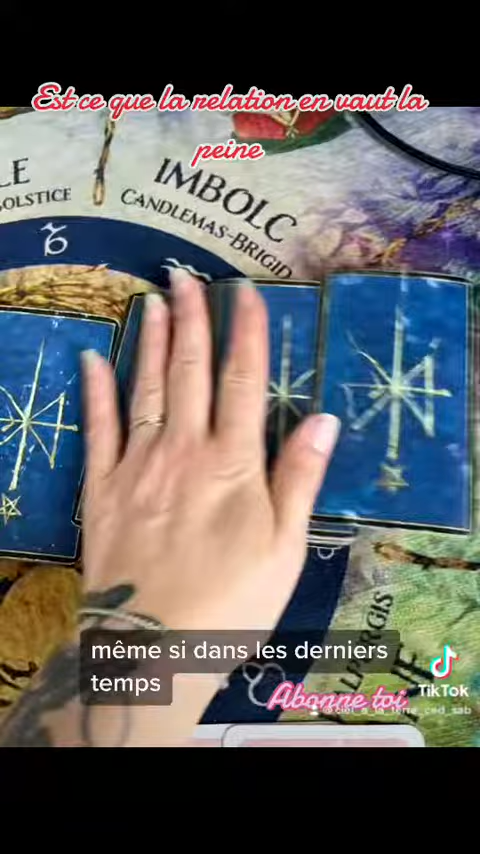 Est ce que la relation en vaut la
peine
LE
SOLSTICE
IMBOLC
CANDLEMAS-BRIGID
même si dans les derniers
temps
Abonne toi
TikTok